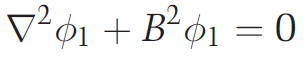 ∇²ϕ₁ + B²ϕ₁ = 0